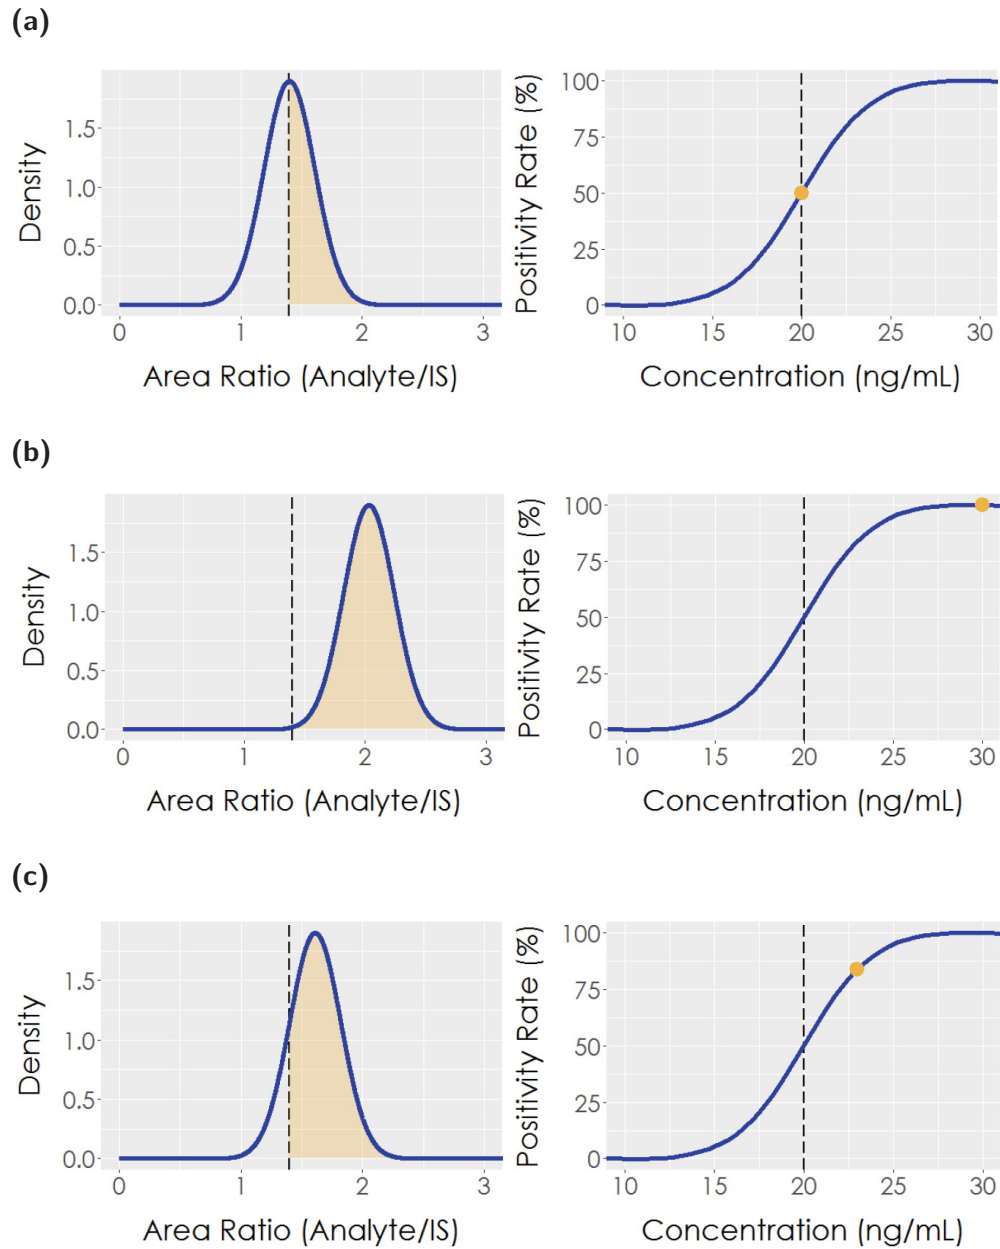 (a)
Density
1.5
1.0
0.5
0.0
0 1 2 3
Area Ratio (Analyte/IS)
Positivity Rate (%)
100
75
50
25
0
10 15 20 25 30
Concentration (ng/mL)
(b)
Density
1.5
1.0
0.5
0.0
0 1 2 3
Area Ratio (Analyte/IS)
Positivity Rate (%)
100
75
50
25
0
10 15 20 25 30
Concentration (ng/mL)
(c)
Density
1.5
1.0
0.5
0.0
0 1 2 3
Area Ratio (Analyte/IS)
Positivity Rate (%)
100
75
50
25
0
10 15 20 25 30
Concentration (ng/mL)